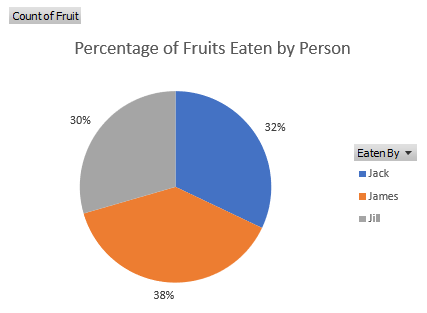 Count of Fruit
Percentage of Fruits Eaten by Person
30%
32%
38%
Eaten By
Jack
James
Jill